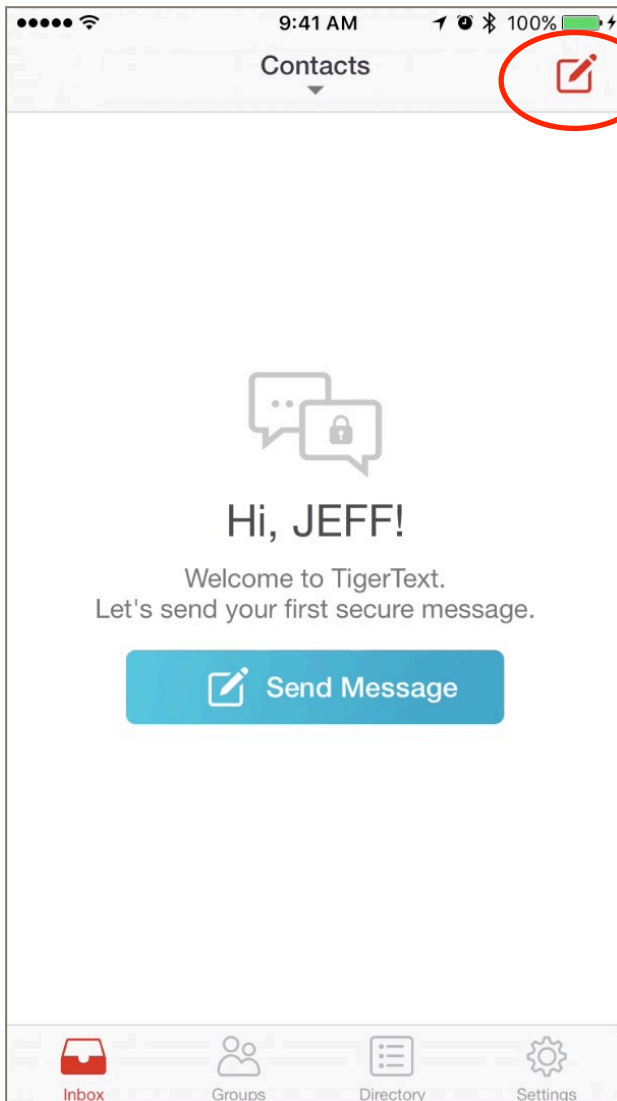 9:41 AM 100%
Contacts
Hi, JEFF!
Welcome to TigerText.
Let's send your first secure message.
Send Message
Inbox Groups Directory Settings